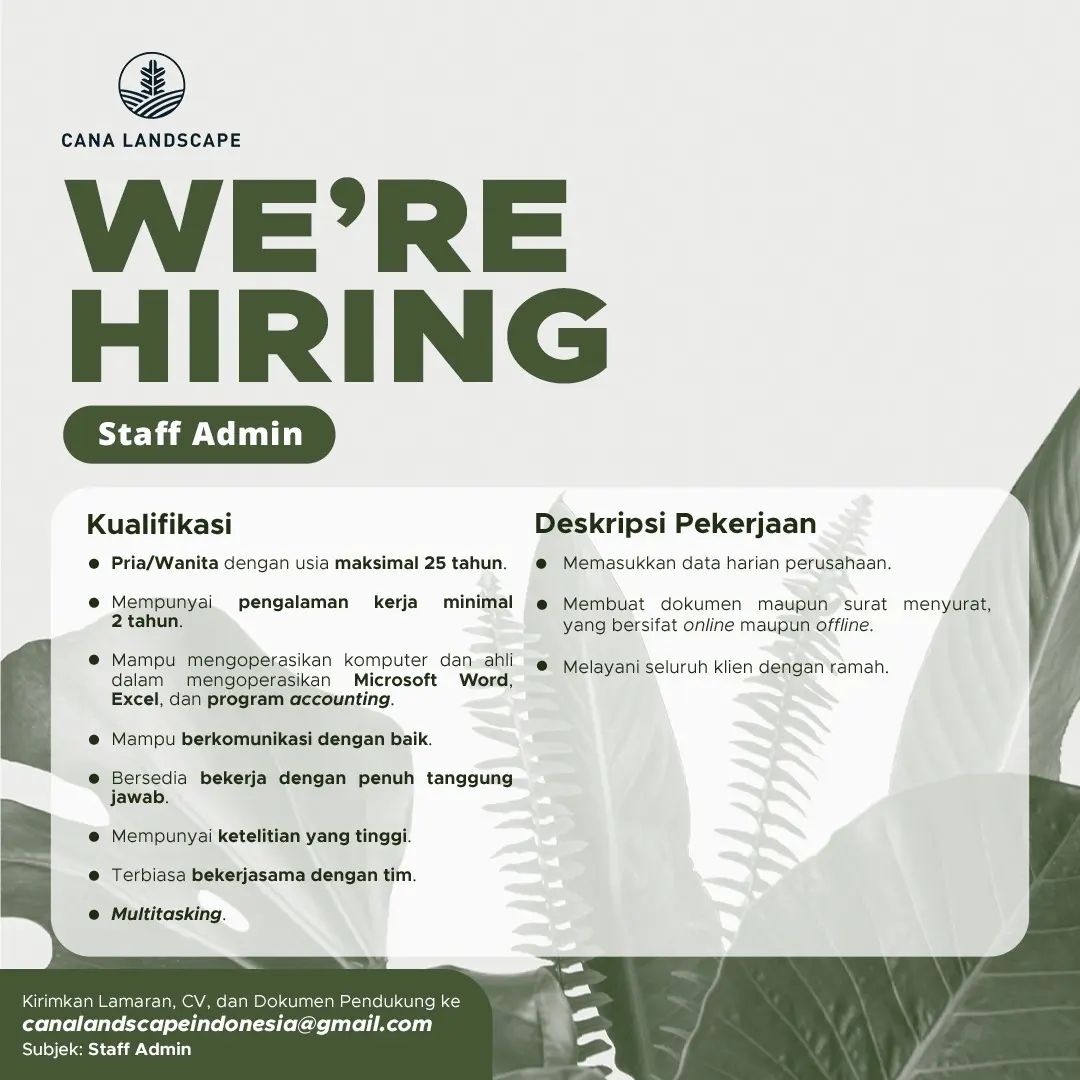 CANA LANDSCAPE
WE’RE
HIRING
Staff Admin
Kualifikasi
● Pria/Wanita dengan usia maksimal 25 tahun.
● Mempunyai pengalaman kerja minimal
2 tahun.
● Mampu mengoperasikan komputer dan ahli
dalam mengoperasikan Microsoft Word,
Excel, dan program accounting.
● Mampu berkomunikasi dengan baik.
● Bersedia bekerja dengan penuh tanggung
jawab.
● Mempunyai ketelitian yang tinggi.
● Terbiasa bekerjasama dengan tim.
● Multitasking.
Deskripsi Pekerjaan
● Memasukkan data harian perusahaan.
● Membuat dokumen maupun surat menyurat,
yang bersifat online maupun offline.
● Melayani seluruh klien dengan ramah.
Kirimkan Lamaran, CV, dan Dokumen Pendukung ke
canalandscapeindonesia@gmail.com
Subjek: Staff Admin